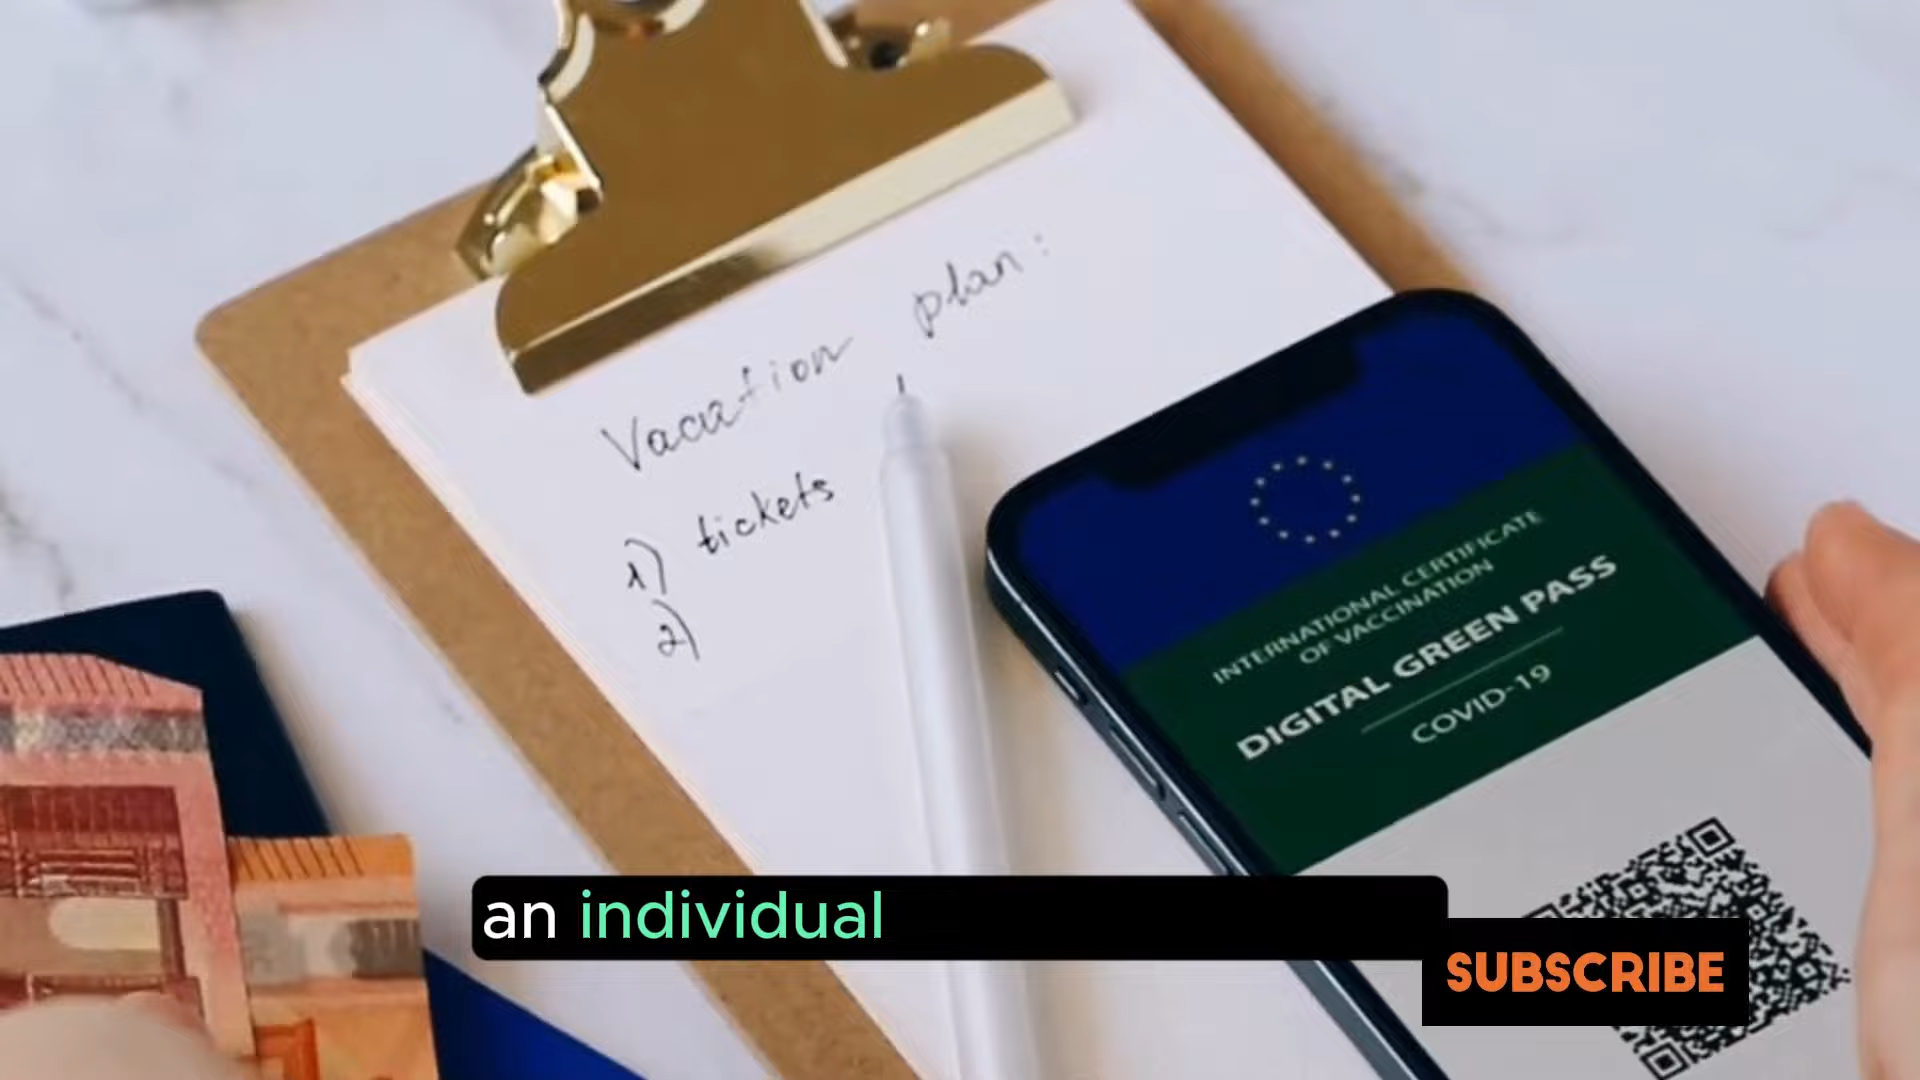 Vacation plan:
1) tickets
2)
INTERNATIONAL CERTIFICATE
OF VACCINATION
DIGITAL GREEN PASS
COVID-19
an individual
SUBSCRIBE